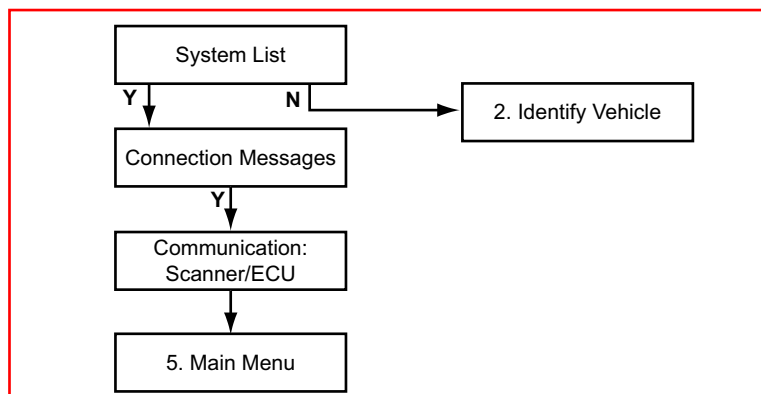 System List
Y
N
2. Identify Vehicle
Connection Messages
Y
Communication:
Scanner/ECU
5. Main Menu